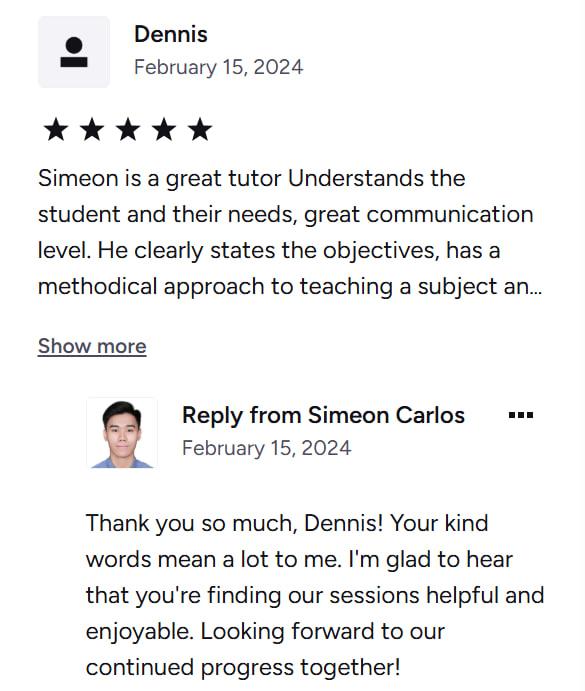 Dennis
February 15, 2024
Simeon is a great tutor Understands the
student and their needs, great communication
level. He clearly states the objectives, has a
methodical approach to teaching a subject an...
Show more
Reply from Simeon Carlos
February 15, 2024
Thank you so much, Dennis! Your kind
words mean a lot to me. I'm glad to hear
that you're finding our sessions helpful and
enjoyable. Looking forward to our
continued progress together!